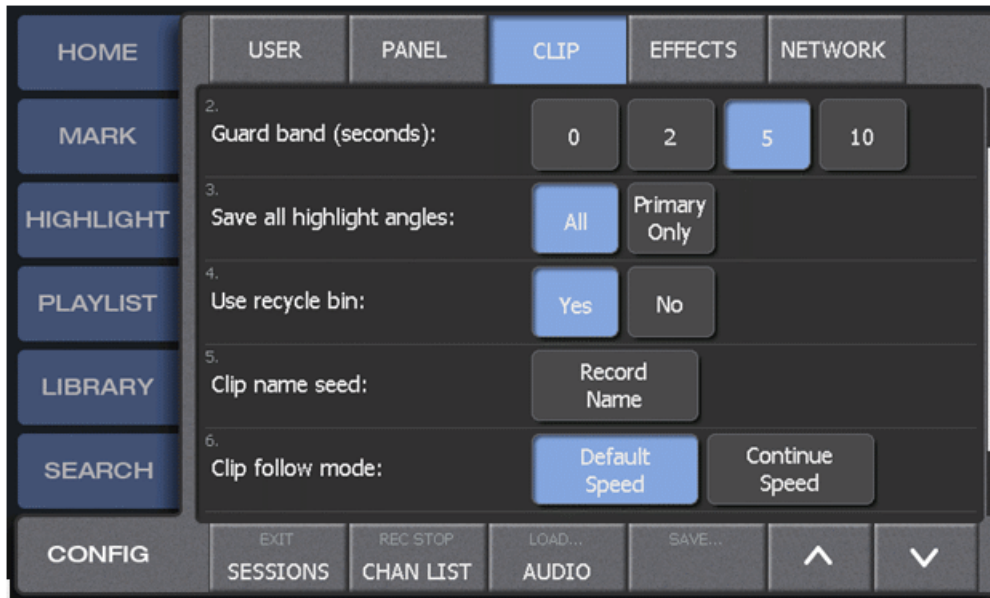 HOME
USER
PANEL
CLIP
EFFECTS
NETWORK
MARK
2.
Guard band (seconds):
0
2
5
10
HIGHLIGHT
3.
Save all highlight angles:
All
Primary
Only
PLAYLIST
4.
Use recycle bin:
Yes
No
LIBRARY
5.
Clip name seed:
Record
Name
SEARCH
6.
Clip follow mode:
Default
Speed
Continue
Speed
CONFIG
EXIT
SESSIONS
REC STOP
CHAN LIST
LOAD...
AUDIO
SAVE...